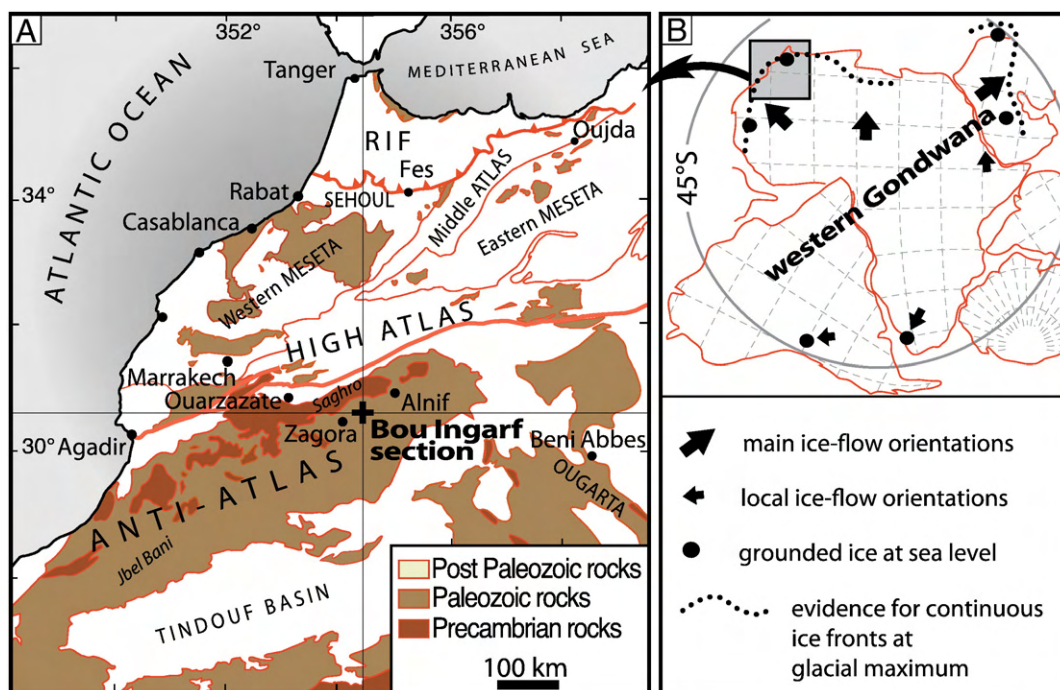 A
352°
356°
Tanger
MEDITERRANEAN SEA
ATLANTIC OCEAN
RIF
Oujda
Fes
34°
Rabat
SEHOUL
Middle ATLAS
Casablanca
Eastern MESETA
Western MESETA
HIGH ATLAS
Marrakech
Ouarzazate
Saghro
Alnif
30°
Agadir
Zagora
Bou Ingarf
section
Beni Abbes
OUGARTA
ANTI-ATLAS
Jbel Bani
TINDOUF BASIN
Post Paleozoic rocks
Paleozoic rocks
Precambrian rocks
100 km
B
45°S
western Gondwana
main ice-flow orientations
local ice-flow orientations
grounded ice at sea level
evidence for continuous
ice fronts at
glacial maximum